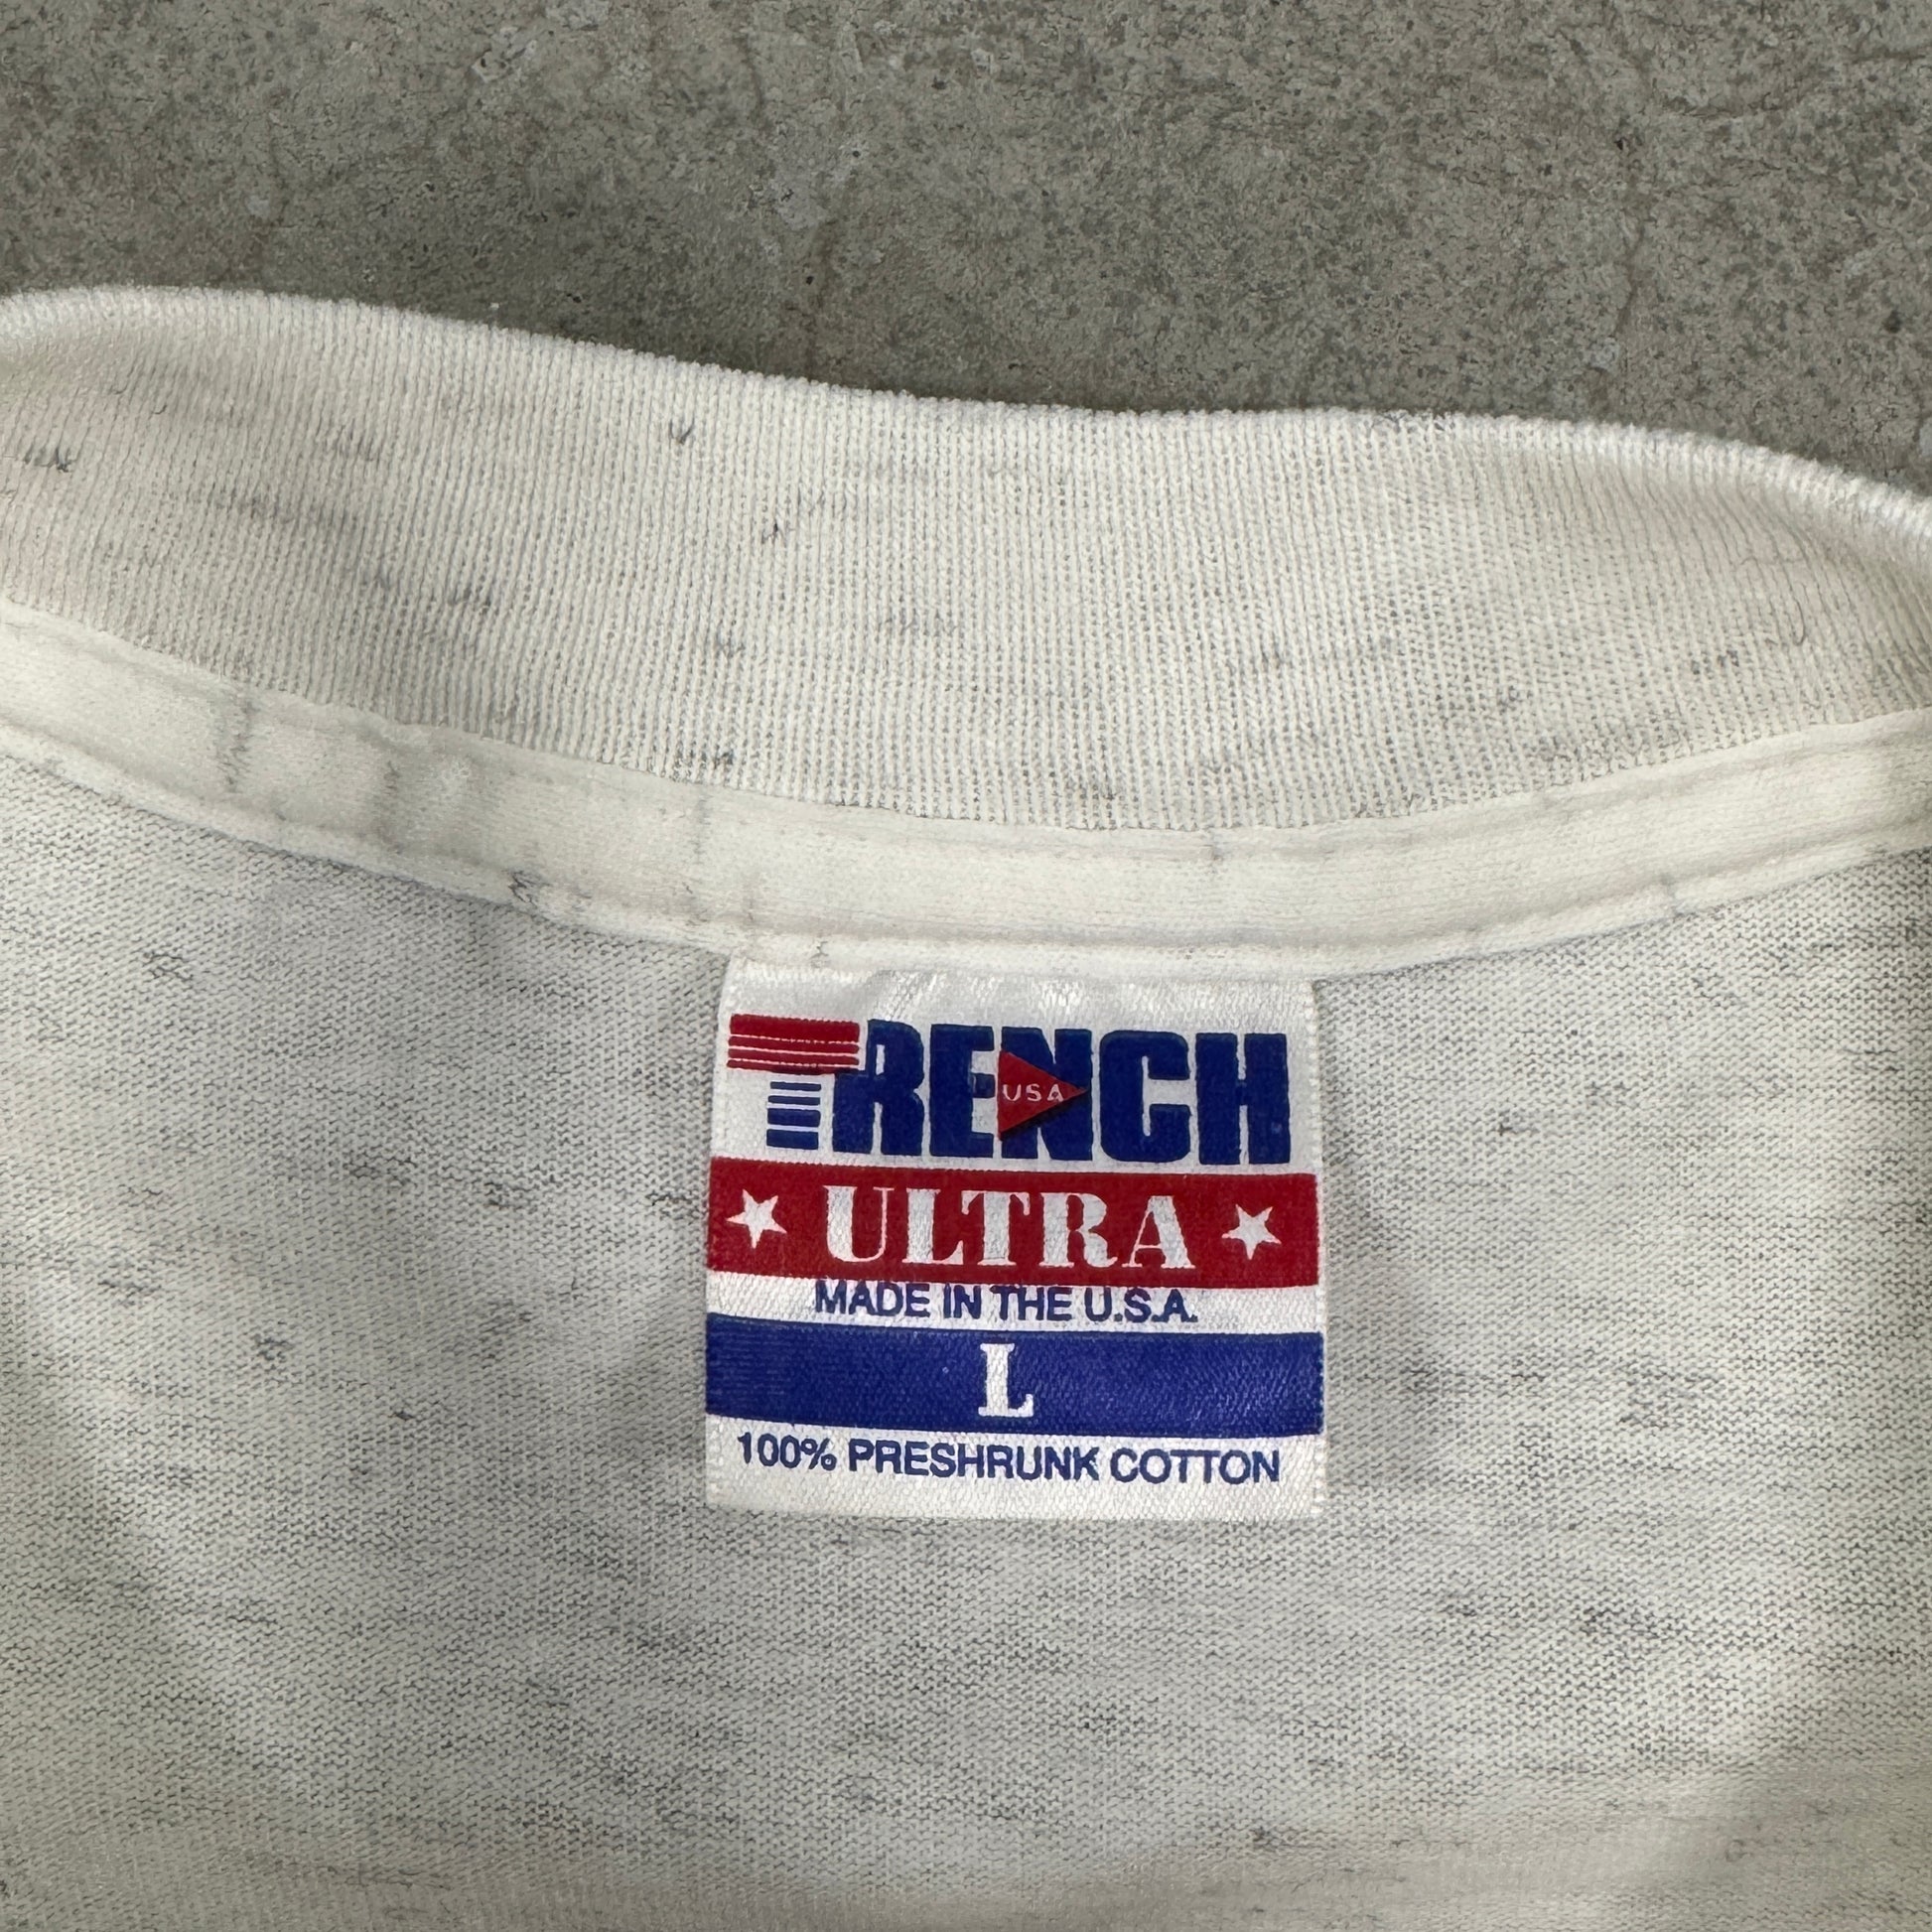 TRENCH
USA
ULTRA
MADE IN THE U.S.A.
L
100% PRESHRUNK COTTON